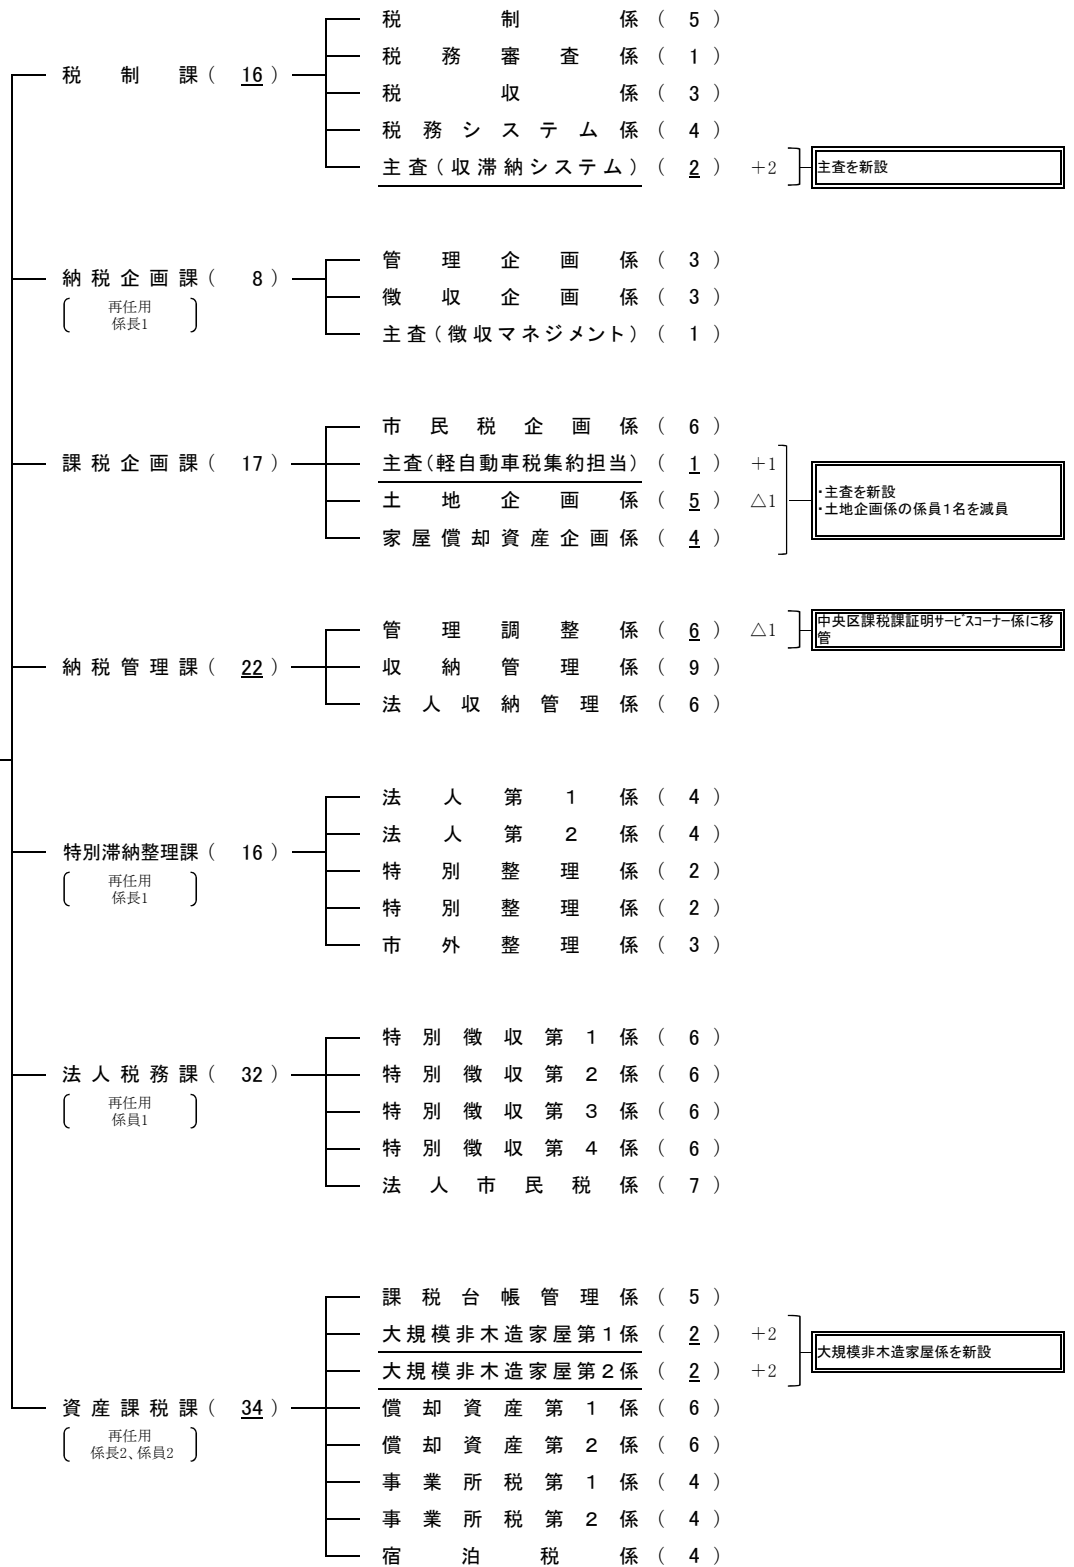 税制係（ 5 ）
税務審査係（ 1 ）
税制課（ 16 ）
税収係（ 3 ）
税務システム係（ 4 ）
主査（収滞納システム）（ 2 ） +2 主査を新設
管理企画係（ 3 ）
納税企画課（ 8 ）
徴収企画係（ 3 ）
再任用
係長1
主査（徴収マネジメント）（ 1 ）
市民税企画係（ 6 ）
課税企画課（ 17 ）
主査（軽自動車税集約担当）（ 1 ） +1
土地企画係（ 5 ） △1
・主査を新設
・土地企画係の係員1名を減員
家屋償却資産企画係（ 4 ）
管理調整係（ 6 ） △1
中央区課税課証明サービスコーナー係に移
管
納税管理課（ 22 ）
収納管理係（ 9 ）
法人収納管理係（ 6 ）
法人第1係（ 4 ）
法人第2係（ 4 ）
特別滞納整理課（ 16 ）
再任用
係長1
特別整理係（ 2 ）
特別整理係（ 2 ）
市外整理係（ 3 ）
特別徴収第1係（ 6 ）
法人税務課（ 32 ）
特別徴収第2係（ 6 ）
再任用
係員1
特別徴収第3係（ 6 ）
特別徴収第4係（ 6 ）
法人市民税係（ 7 ）
課税台帳管理係（ 5 ）
大規模非木造家屋第1係（ 2 ） +2
大規模非木造家屋係を新設
大規模非木造家屋第2係（ 2 ） +2
資産課税課（ 34 ）
償却資産第1係（ 6 ）
再任用
係長2、係員2
償却資産第2係（ 6 ）
事業所税第1係（ 4 ）
事業所税第2係（ 4 ）
宿泊税係（ 4 ）